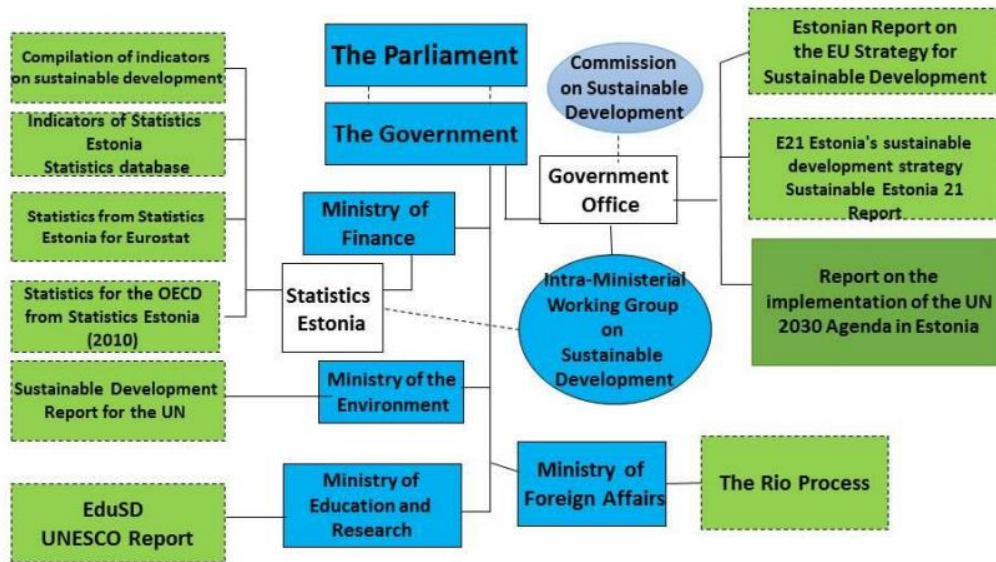 Compilation of indicators
on sustainable development
Indicators of Statistics
Estonia
Statistics database
Statistics from Statistics
Estonia for Eurostat
Statistics for the OECD
from Statistics Estonia
(2010)
Sustainable Development
Report for the UN
EduSD
UNESCO Report
The Parliament
The Government
Ministry of
Finance
Statistics
Estonia
Ministry of the
Environment
Ministry of
Education and
Research
Commission
on Sustainable
Development
Government
Office
Intra-Ministerial
Working Group
on
Sustainable
Development
Ministry of
Foreign Affairs
Estonian Report on
the EU Strategy for
Sustainable Development
E21 Estonia's sustainable
development strategy
Sustainable Estonia 21
Report
Report on the
implementation of the UN
2030 Agenda in Estonia
The Rio Process